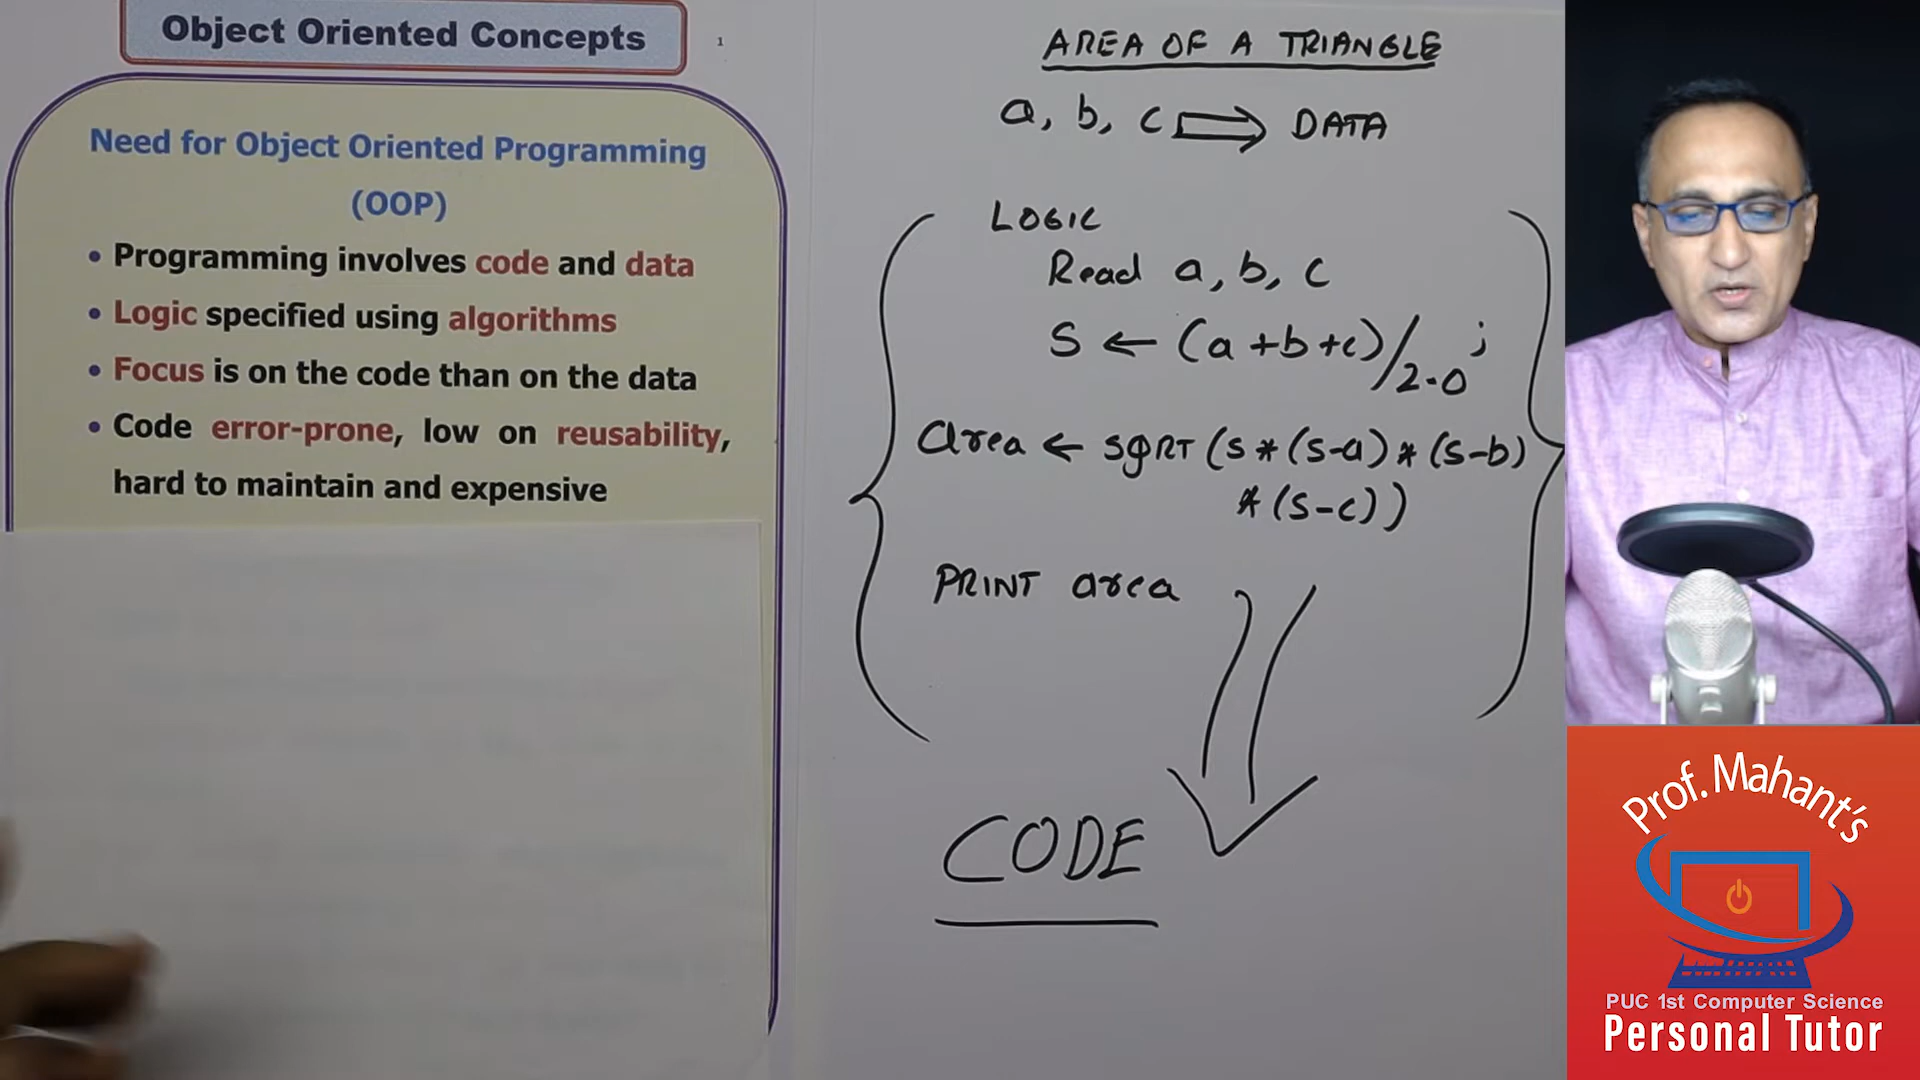 Object Oriented Concepts
1
Need for Object Oriented Programming
(OOP)
• Programming involves code and data
• Logic specified using algorithms
• Focus is on the code than on the data
• Code error-prone, low on reusability,
hard to maintain and expensive
AREA OF A TRIANGLE
a, b, c ⇒ DATA
LOGIC
Read a, b, c
S ← (a+b+c)/2.0 ;
area ← SQRT (S * (S-a) * (S-b)
* (S-c))
PRINT area
CODE
Prof. Mahant's
PUC 1st Computer Science
Personal Tutor